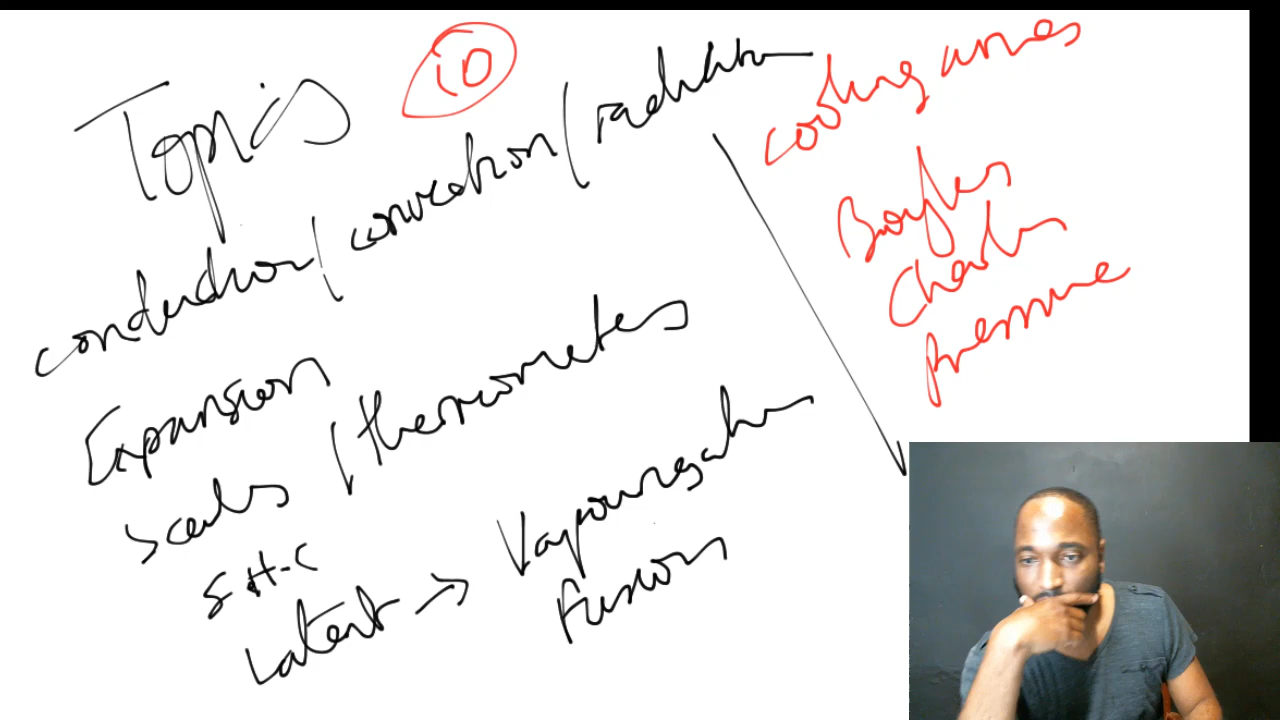 Topics 10
conduction/convection/radiation
Expansion
Scales/thermometers
S.H.C
Latent → Vapourisation
Fusion
cooling curves
Boyles
Charles
pressure